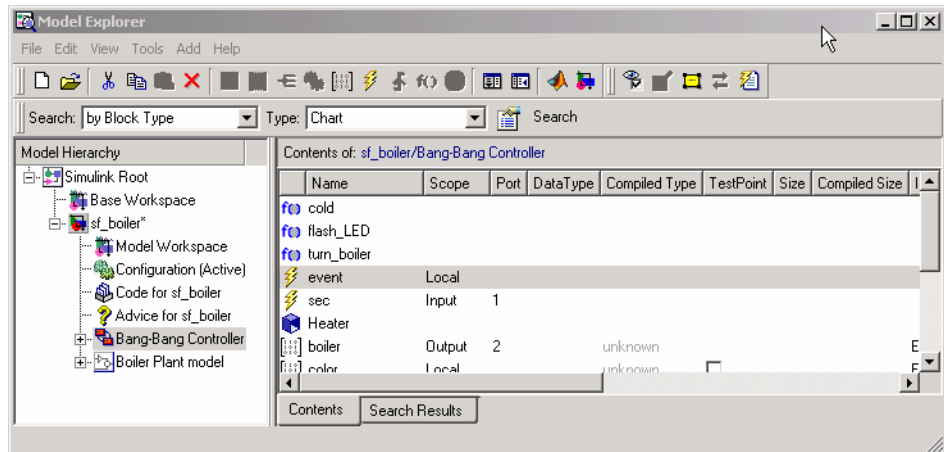 Model Explorer
File Edit View Tools Add Help
Search: by Block Type Type: Chart Search
Model Hierarchy
Simulink Root
Base Workspace
sf_boiler*
Model Workspace
Configuration (Active)
Code for sf_boiler
Advice for sf_boiler
Bang-Bang Controller
Boiler Plant model
Contents of: sf_boiler/Bang-Bang Controller
Name Scope Port DataType Compiled Type TestPoint Size Compiled Size
f() cold
f() flash_LED
f() turn_boiler
event Local
sec Input 1
Heater
boiler Output 2 unknown
color Local unknown
Contents Search Results